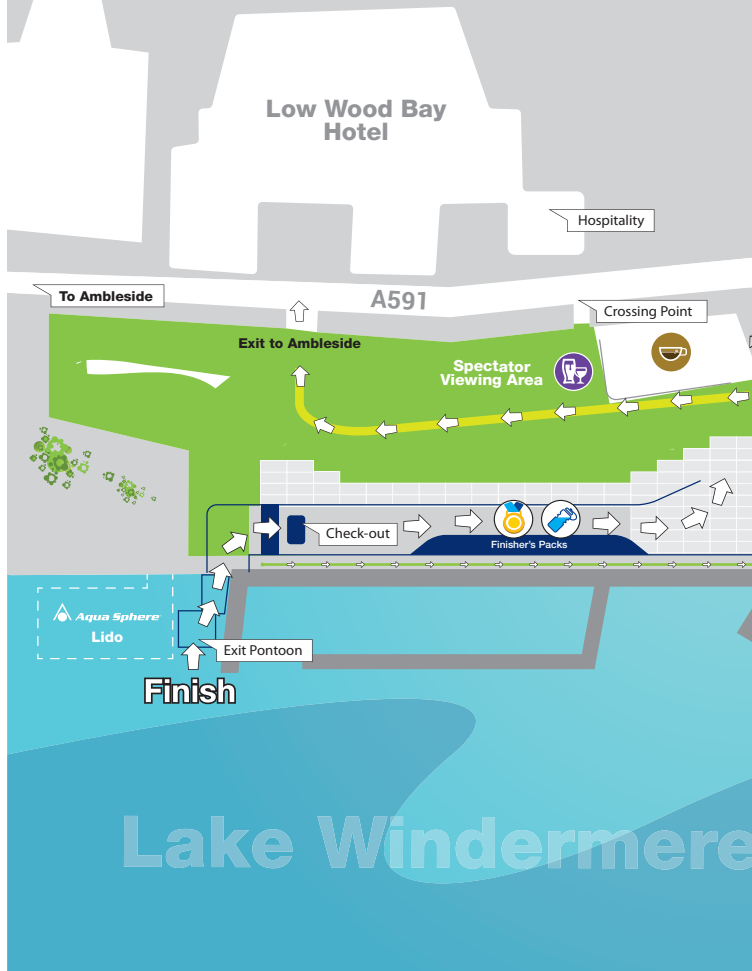 Low Wood Bay
Hotel
Hospitality
To Ambleside
A591
Crossing Point
Exit to Ambleside
Spectator
Viewing Area
Check-out
Finisher's Packs
Aqua Sphere
Lido
Exit Pontoon
Finish
Lake Windermere